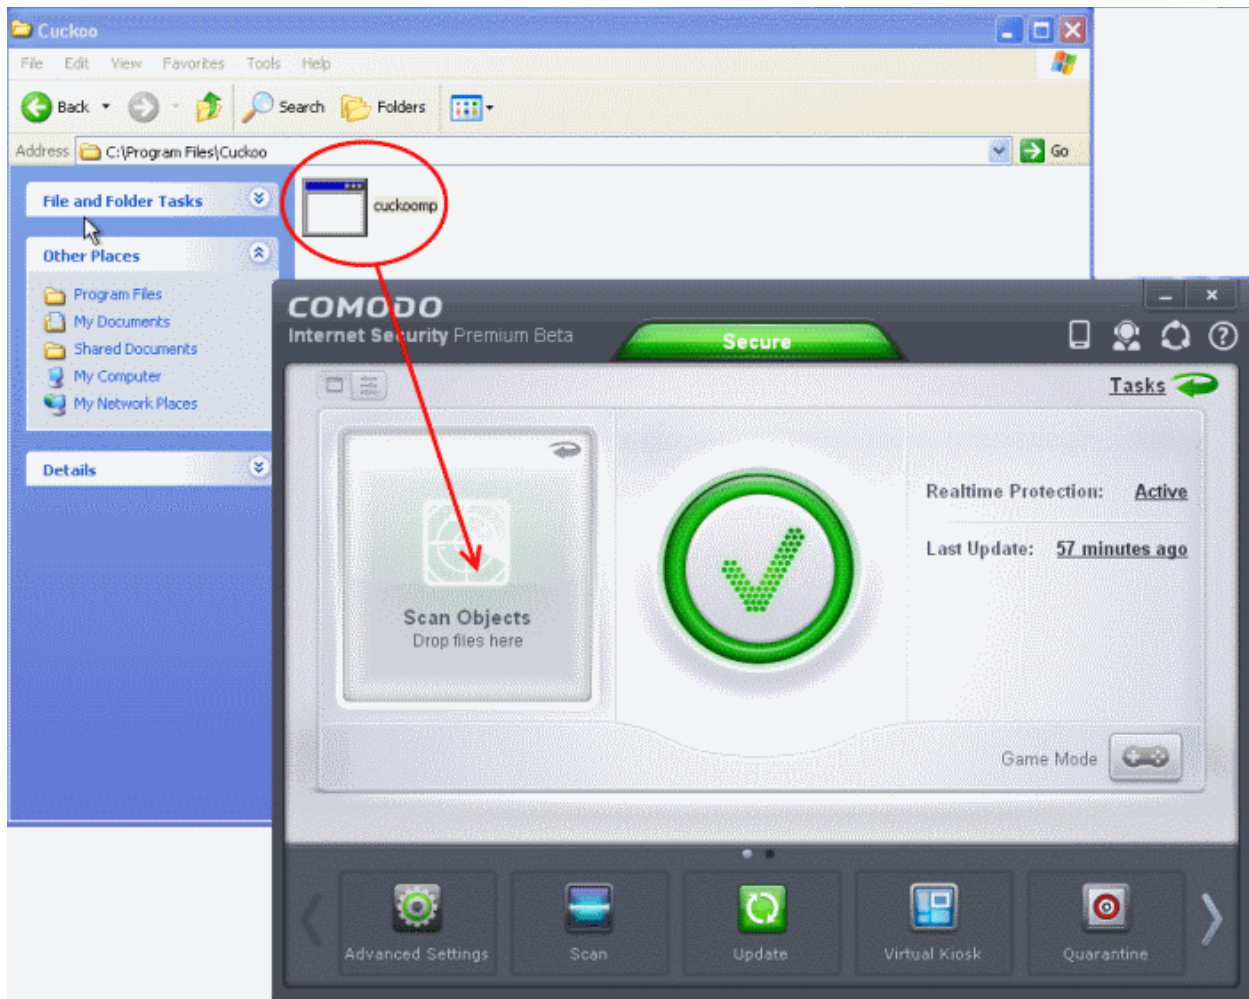 Cuckoo
File Edit View Favorites Tools Help
Back Search Folders
Address C:\Program Files\Cuckoo Go
File and Folder Tasks
cuckoomp
Other Places
Program Files
My Documents
Shared Documents
My Computer
My Network Places
Details
COMODO
Internet Security Premium Beta
Secure
Tasks
Scan Objects
Drop files here
Realtime Protection: Active
Last Update: 57 minutes ago
Game Mode
Advanced Settings
Scan
Update
Virtual Kiosk
Quarantine